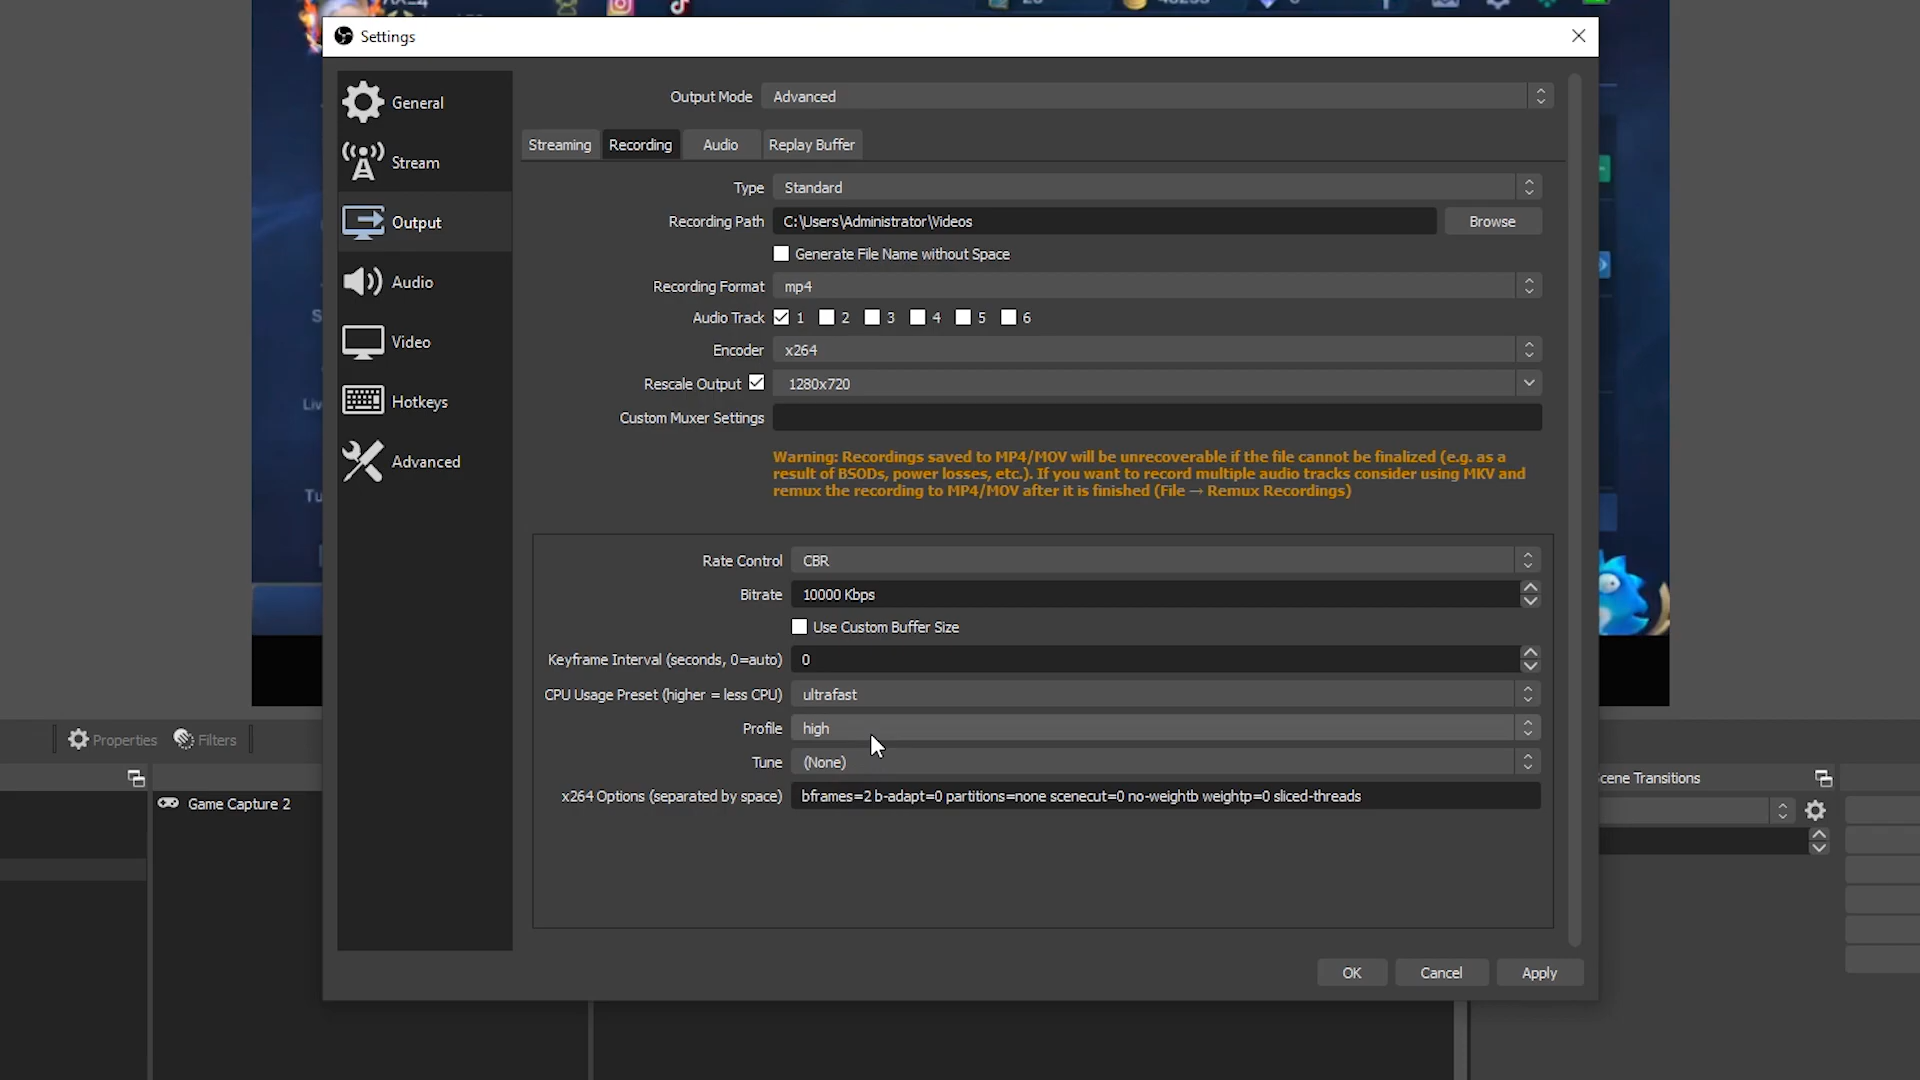 Settings
General
Stream
Output
Audio
Video
Hotkeys
Advanced
Output Mode Advanced
Streaming Recording Audio Replay Buffer
Type Standard
Recording Path C:\Users\Administrator\Videos Browse
Generate File Name without Space
Recording Format mp4
Audio Track 1 2 3 4 5 6
Encoder x264
Rescale Output 1280x720
Custom Muxer Settings
Warning: Recordings saved to MP4/MOV will be unrecoverable if the file cannot be finalized (e.g. as a
result of BSODs, power losses, etc.). If you want to record multiple audio tracks consider using MKV and
remux the recording to MP4/MOV after it is finished (File → Remux Recordings)
Rate Control CBR
Bitrate 10000 Kbps
Use Custom Buffer Size
Keyframe Interval (seconds, 0=auto) 0
CPU Usage Preset (higher = less CPU) ultrafast
Profile high
Tune (None)
x264 Options (separated by space) bframes=2 b-adapt=0 partitions=none scenecut=0 no-weightb weightp=0 sliced-threads
OK Cancel Apply
Properties Filters
Game Capture 2
cene Transitions